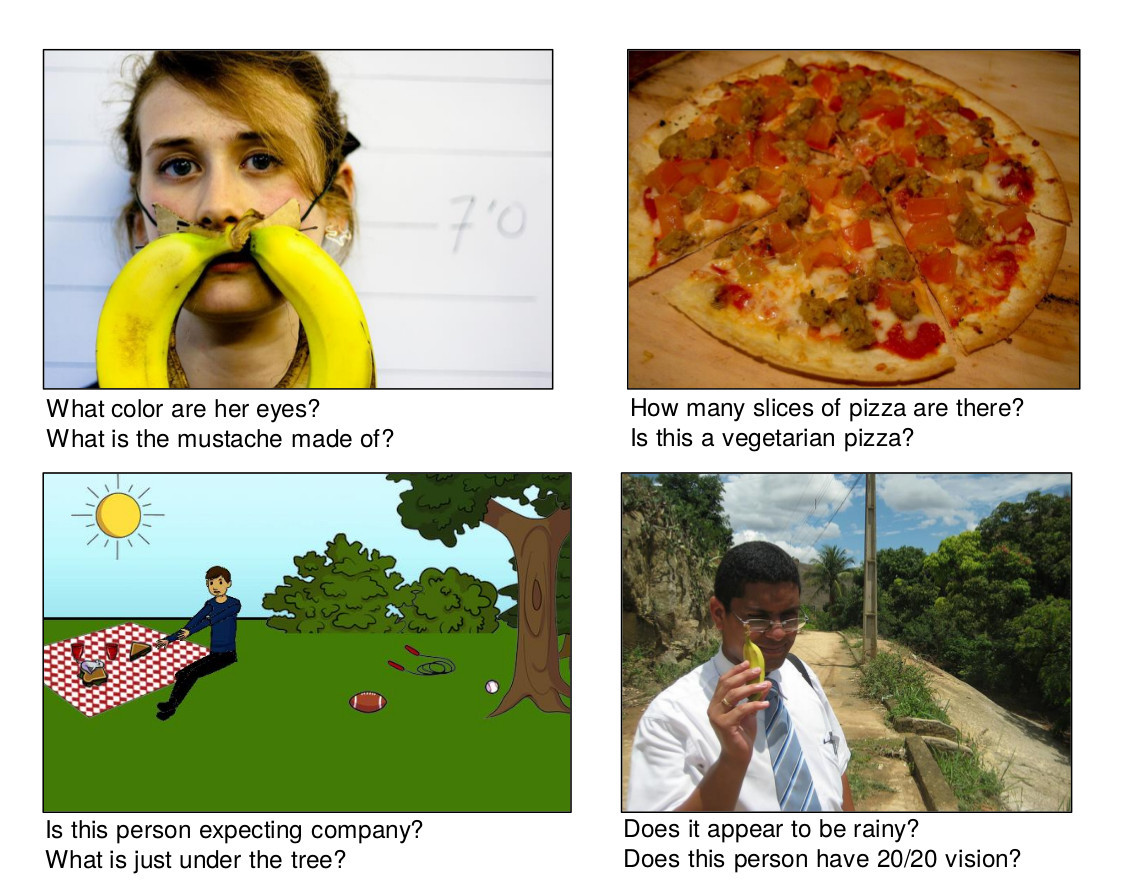 7'0
What color are her eyes?
What is the mustache made of?
How many slices of pizza are there?
Is this a vegetarian pizza?
Is this person expecting company?
What is just under the tree?
Does it appear to be rainy?
Does this person have 20/20 vision?